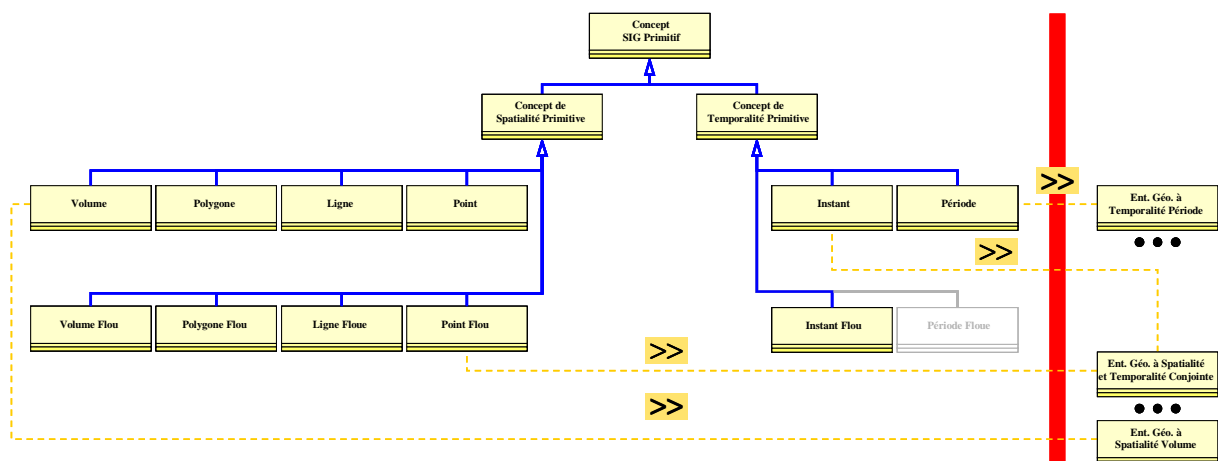 Concept
SIG Primitif
Concept de
Spatialité Primitive
Concept de
Temporalité Primitive
>>
Volume
Polygone
Ligne
Point
Instant
Période
Ent. Géo. à
Temporalité Période
● ● ●
>>
Volume Flou
Polygone Flou
Ligne Floue
Point Flou
Instant Flou
Période Floue
>>
Ent. Géo. à Spatialité
et Temporalité Conjointe
● ● ●
>>
Ent. Géo. à
Spatialité Volume